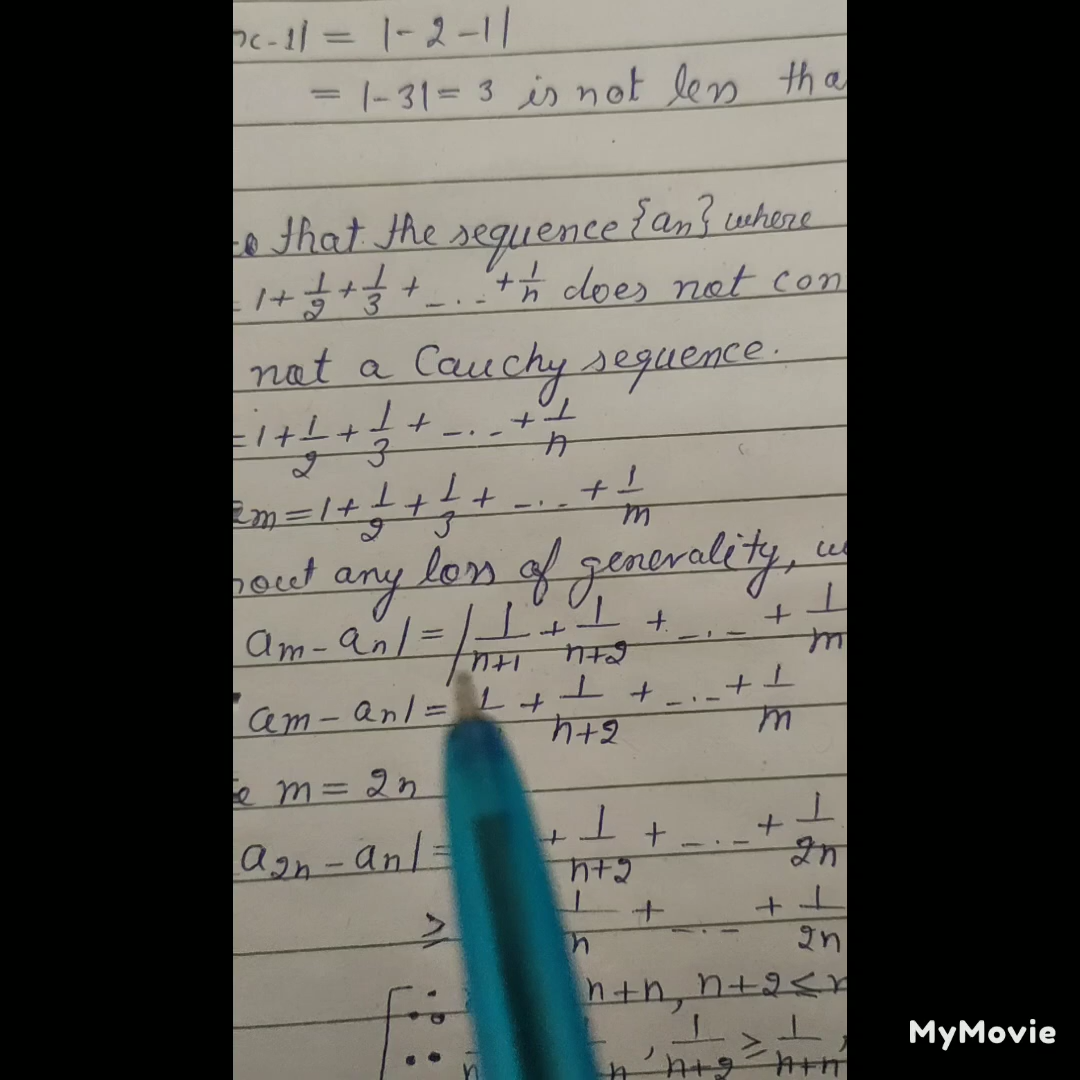 x-1| = |-2-1|
= |-3| = 3 is not less tha
that the sequence {an} where
= 1 + 1/2 + 1/3 + -.- + 1/n does not con
not a Cauchy sequence.
= 1 + 1/2 + 1/3 + -.- + 1/n
m = 1 + 1/2 + 1/3 + -.- + 1/m
out any loss of generality, w
am - an| = |1/n+1 + 1/n+2 + -.- + 1/m
am - an| = 1 + 1/n+2 + -.- + 1/m
e m = 2n
a2n - an| = + 1/n+2 + -.- + 1/2n
≥ 1/n + -.- + 1/2n
∵ n+n, n+2 ≤ n
∴ 1/n+2 ≥ 1/n+n,
MyMovie